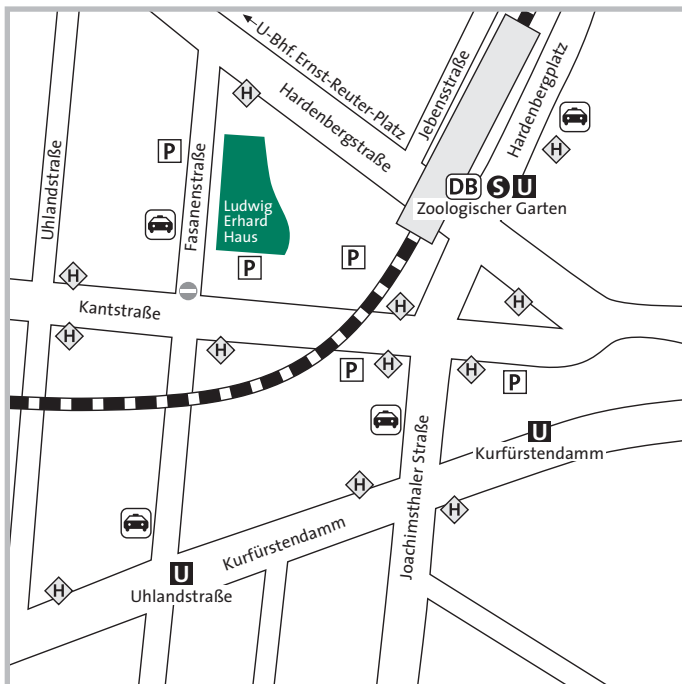 U-Bhf. Ernst-Reuter-Platz
Hardenbergstraße
Jebensstraße
Hardenbergplatz
H
H
P
Uhlandstraße
Fasanenstraße
Ludwig
Erhard
Haus
DB S U
Zoologischer Garten
P
P
H
H
H
Kantstraße
H
H
H
H
P
P
Joachimsthaler Straße
U
Kurfürstendamm
H
H
Kurfürstendamm
U
Uhlandstraße
H